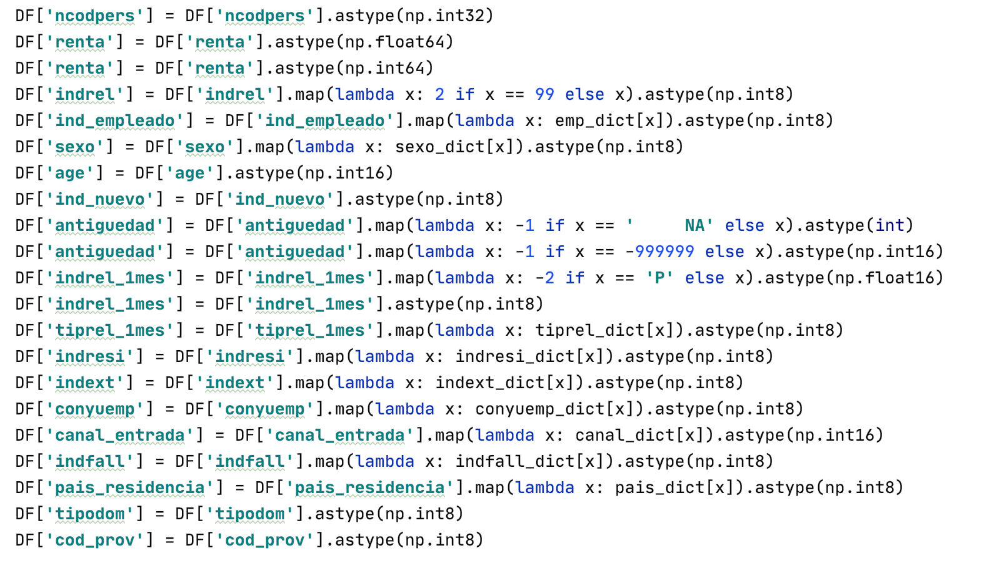 DF['ncodpers'] = DF['ncodpers'].astype(np.int32)
DF['renta'] = DF['renta'].astype(np.float64)
DF['renta'] = DF['renta'].astype(np.int64)
DF['indrel'] = DF['indrel'].map(lambda x: 2 if x == 99 else x).astype(np.int8)
DF['ind_empleado'] = DF['ind_empleado'].map(lambda x: emp_dict[x]).astype(np.int8)
DF['sexo'] = DF['sexo'].map(lambda x: sexo_dict[x]).astype(np.int8)
DF['age'] = DF['age'].astype(np.int16)
DF['ind_nuevo'] = DF['ind_nuevo'].astype(np.int8)
DF['antiguedad'] = DF['antiguedad'].map(lambda x: -1 if x == '     NA' else x).astype(int)
DF['antiguedad'] = DF['antiguedad'].map(lambda x: -1 if x == -999999 else x).astype(np.int16)
DF['indrel_1mes'] = DF['indrel_1mes'].map(lambda x: -2 if x == 'P' else x).astype(np.float16)
DF['indrel_1mes'] = DF['indrel_1mes'].astype(np.int8)
DF['tiprel_1mes'] = DF['tiprel_1mes'].map(lambda x: tiprel_dict[x]).astype(np.int8)
DF['indresi'] = DF['indresi'].map(lambda x: indresi_dict[x]).astype(np.int8)
DF['indext'] = DF['indext'].map(lambda x: indext_dict[x]).astype(np.int8)
DF['conyuemp'] = DF['conyuemp'].map(lambda x: conyuemp_dict[x]).astype(np.int8)
DF['canal_entrada'] = DF['canal_entrada'].map(lambda x: canal_dict[x]).astype(np.int16)
DF['indfall'] = DF['indfall'].map(lambda x: indfall_dict[x]).astype(np.int8)
DF['pais_residencia'] = DF['pais_residencia'].map(lambda x: pais_dict[x]).astype(np.int8)
DF['tipodom'] = DF['tipodom'].astype(np.int8)
DF['cod_prov'] = DF['cod_prov'].astype(np.int8)